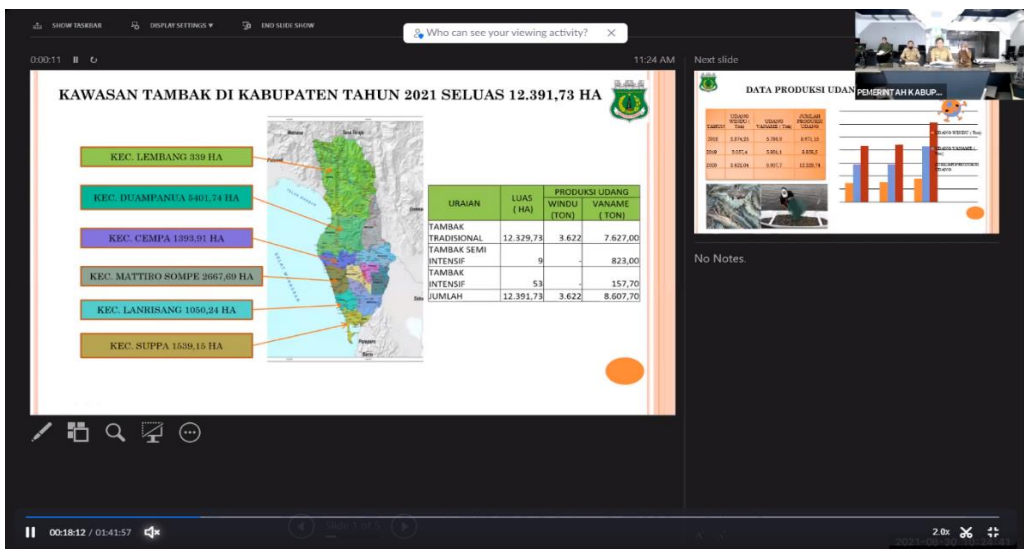 SHOW TASKBAR
DISPLAY SETTINGS ▼
END SLIDE SHOW
Who can see your viewing activity?
0:00:11
11:24 AM
Next slide
KAWASAN TAMBAK DI KABUPATEN TAHUN 2021 SELUAS 12.391,73 HA
KEC. LEMBANG 339 HA
KEC. DUAMPANUA 5401,74 HA
KEC. CEMPA 1393,91 HA
KEC. MATTIRO SOMPE 2667,69 HA
KEC. LANRISANG 1050,24 HA
KEC. SUPPA 1539,15 HA
URAIAN
LUAS
( HA)
PRODUKSI UDANG
WINDU
(TON)
VANAME
( TON)
TAMBAK
TRADISIONAL 12.329,73 3.622 7.627,00
TAMBAK SEMI
INTENSIF 9 - 823,00
TAMBAK
INTENSIF 53 - 157,70
JUMLAH 12.391,73 3.622 8.607,70
DATA PRODUKSI UDAN
PEMERINTAH KABUP...
No Notes.
Slide 1 of 5
00:18:12 / 01:41:57
2.0x